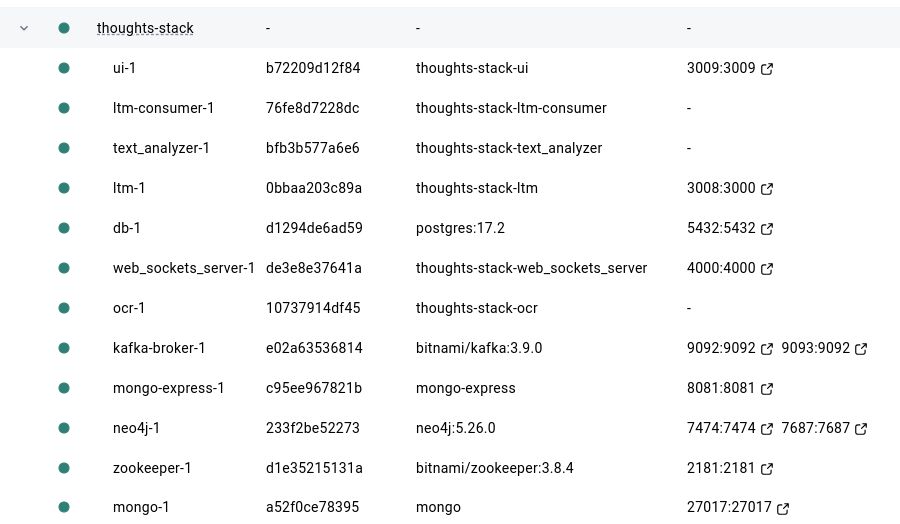 thoughts-stack - - -
ui-1 b72209d12f84 thoughts-stack-ui 3009:3009
ltm-consumer-1 76fe8d7228dc thoughts-stack-ltm-consumer -
text_analyzer-1 bfb3b577a6e6 thoughts-stack-text_analyzer -
ltm-1 0bbaa203c89a thoughts-stack-ltm 3008:3000
db-1 d1294de6ad59 postgres:17.2 5432:5432
web_sockets_server-1 de3e8e37641a thoughts-stack-web_sockets_server 4000:4000
ocr-1 10737914df45 thoughts-stack-ocr -
kafka-broker-1 e02a63536814 bitnami/kafka:3.9.0 9092:9092 9093:9092
mongo-express-1 c95ee967821b mongo-express 8081:8081
neo4j-1 233f2be52273 neo4j:5.26.0 7474:7474 7687:7687
zookeeper-1 d1e35215131a bitnami/zookeeper:3.8.4 2181:2181
mongo-1 a52f0ce78395 mongo 27017:27017